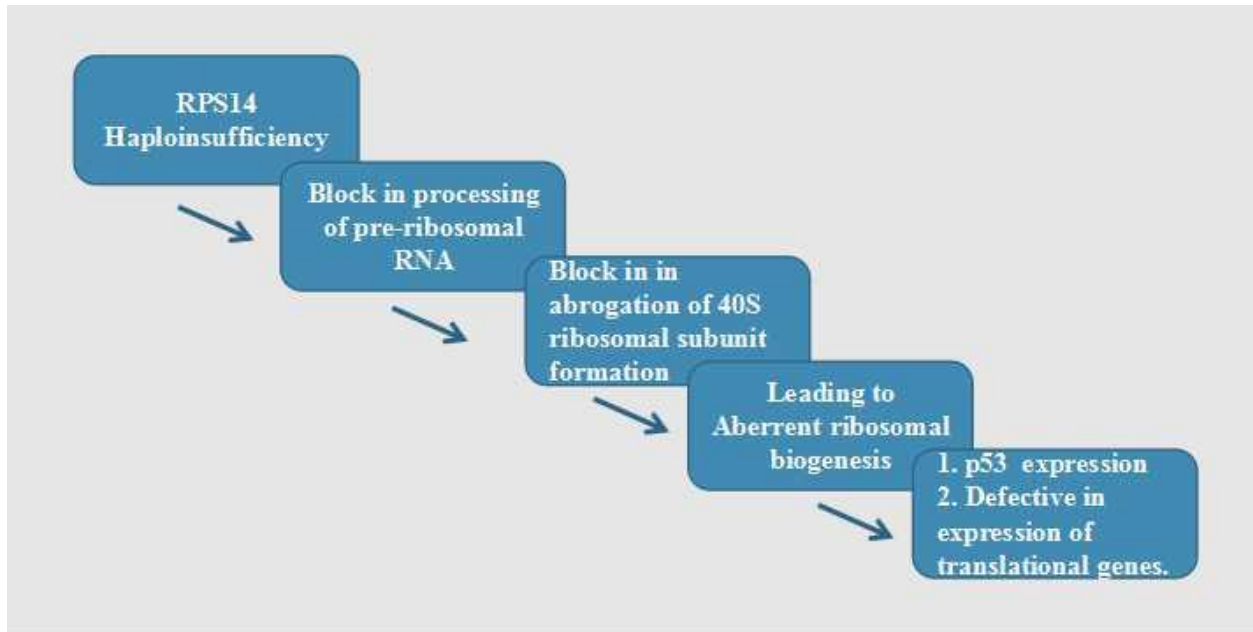 RPS14
Haploinsufficiency
Block in processing
of pre-ribosomal
RNA
Block in in
abrogation of 40S
ribosomal subunit
formation
Leading to
Aberrent ribosomal
biogenesis
1. p53 expression
2. Defective in
expression of
translational genes.